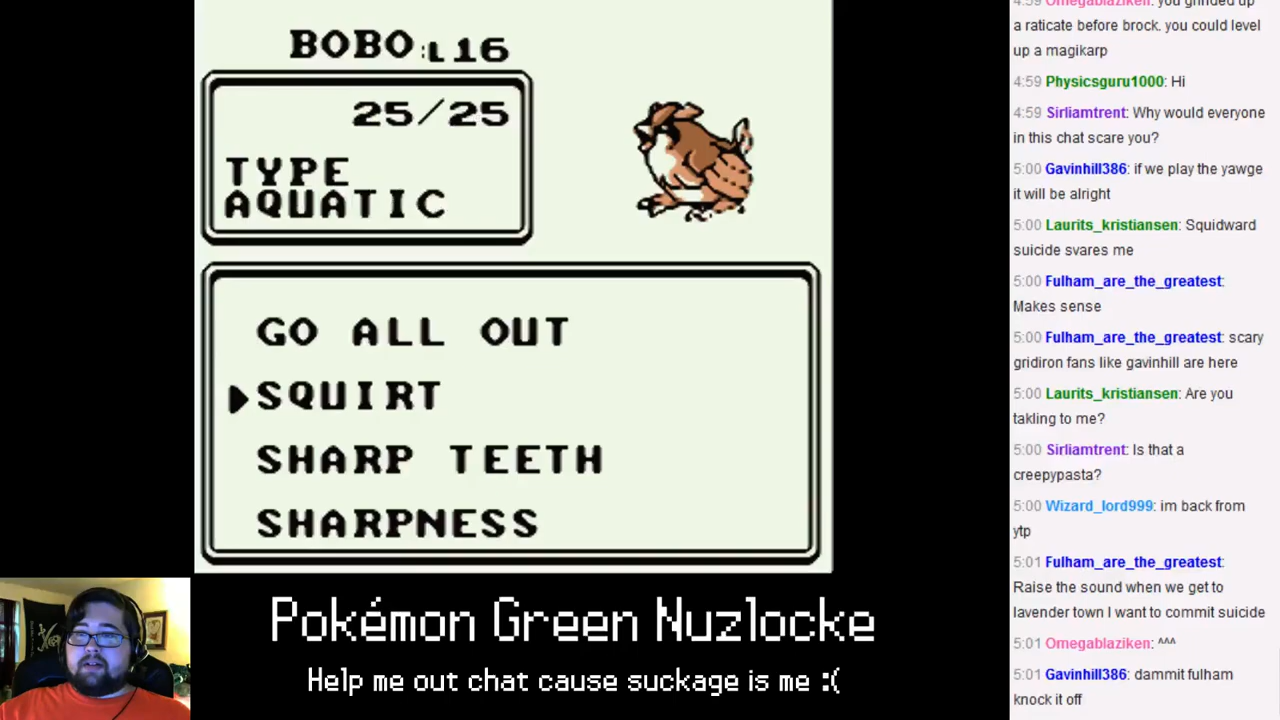 BOBO :L16
25/25
TYPE
AQUATIC
GO ALL OUT
SQUIRT
SHARP TEETH
SHARPNESS
Pokémon Green Nuzlocke
Help me out chat cause suckage is me :(
4:59 Omegablaziken: you grinded up
a raticate before brock. you could level
up a magikarp
4:59 Physicsguru1000: Hi
4:59 Sirliamtrent: Why would everyone
in this chat scare you?
5:00 Gavinhill386: if we play the yawge
it will be alright
5:00 Laurits_kristiansen: Squidward
suicide svares me
5:00 Fulham_are_the_greatest:
Makes sense
5:00 Fulham_are_the_greatest: scary
gridiron fans like gavinhill are here
5:00 Laurits_kristiansen: Are you
takling to me?
5:00 Sirliamtrent: Is that a
creepypasta?
5:00 Wizard_lord999: im back from
ytp
5:01 Fulham_are_the_greatest:
Raise the sound when we get to
lavender town I want to commit suicide
5:01 Omegablaziken: ^^^
5:01 Gavinhill386: dammit fulham
knock it off